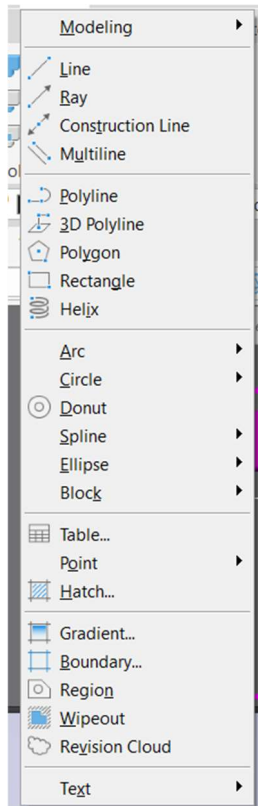 Modeling
Line
Ray
Construction Line
Multiline
Polyline
3D Polyline
Polygon
Rectangle
Helix
Arc
Circle
Donut
Spline
Ellipse
Block
Table...
Point
Hatch...
Gradient...
Boundary...
Region
Wipeout
Revision Cloud
Text